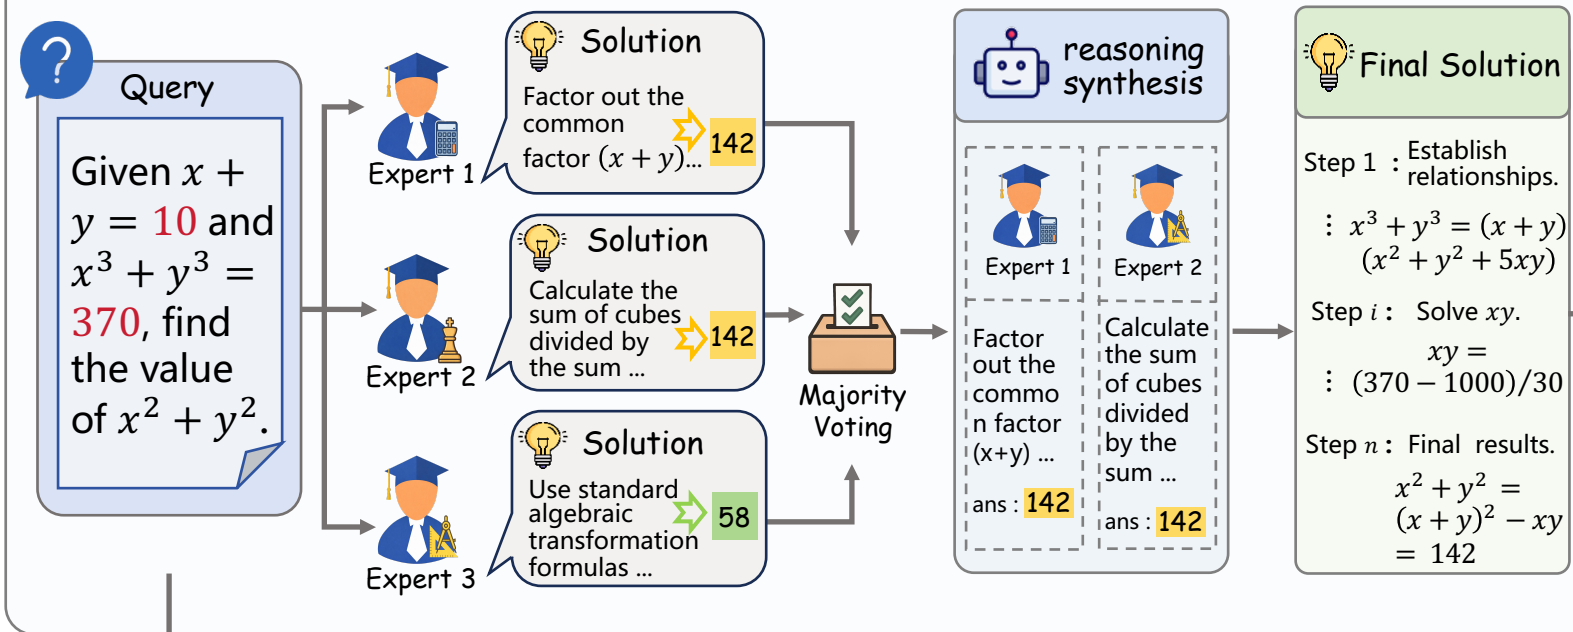 Query
Given x +
y = 10 and
x³ + y³ =
370, find
the value
of x² + y².
Expert 1
Solution
Factor out the
common
factor (x + y)...
142
Expert 2
Solution
Calculate the
sum of cubes
divided by
the sum ...
142
Expert 3
Solution
Use standard
algebraic
transformation
formulas ...
58
Majority
Voting
reasoning
synthesis
Expert 1
Factor
out the
commo
n factor
(x+y) ...
ans : 142
Expert 2
Calculate
the sum
of cubes
divided
by the
sum ...
ans : 142
Final Solution
Step 1 : Establish
relationships.
⋮ x³ + y³ = (x + y)
(x² + y² + 5xy)
Step i : Solve xy.
xy =
⋮ (370 − 1000)/30
Step n : Final results.
x² + y² =
(x + y)² − xy
= 142